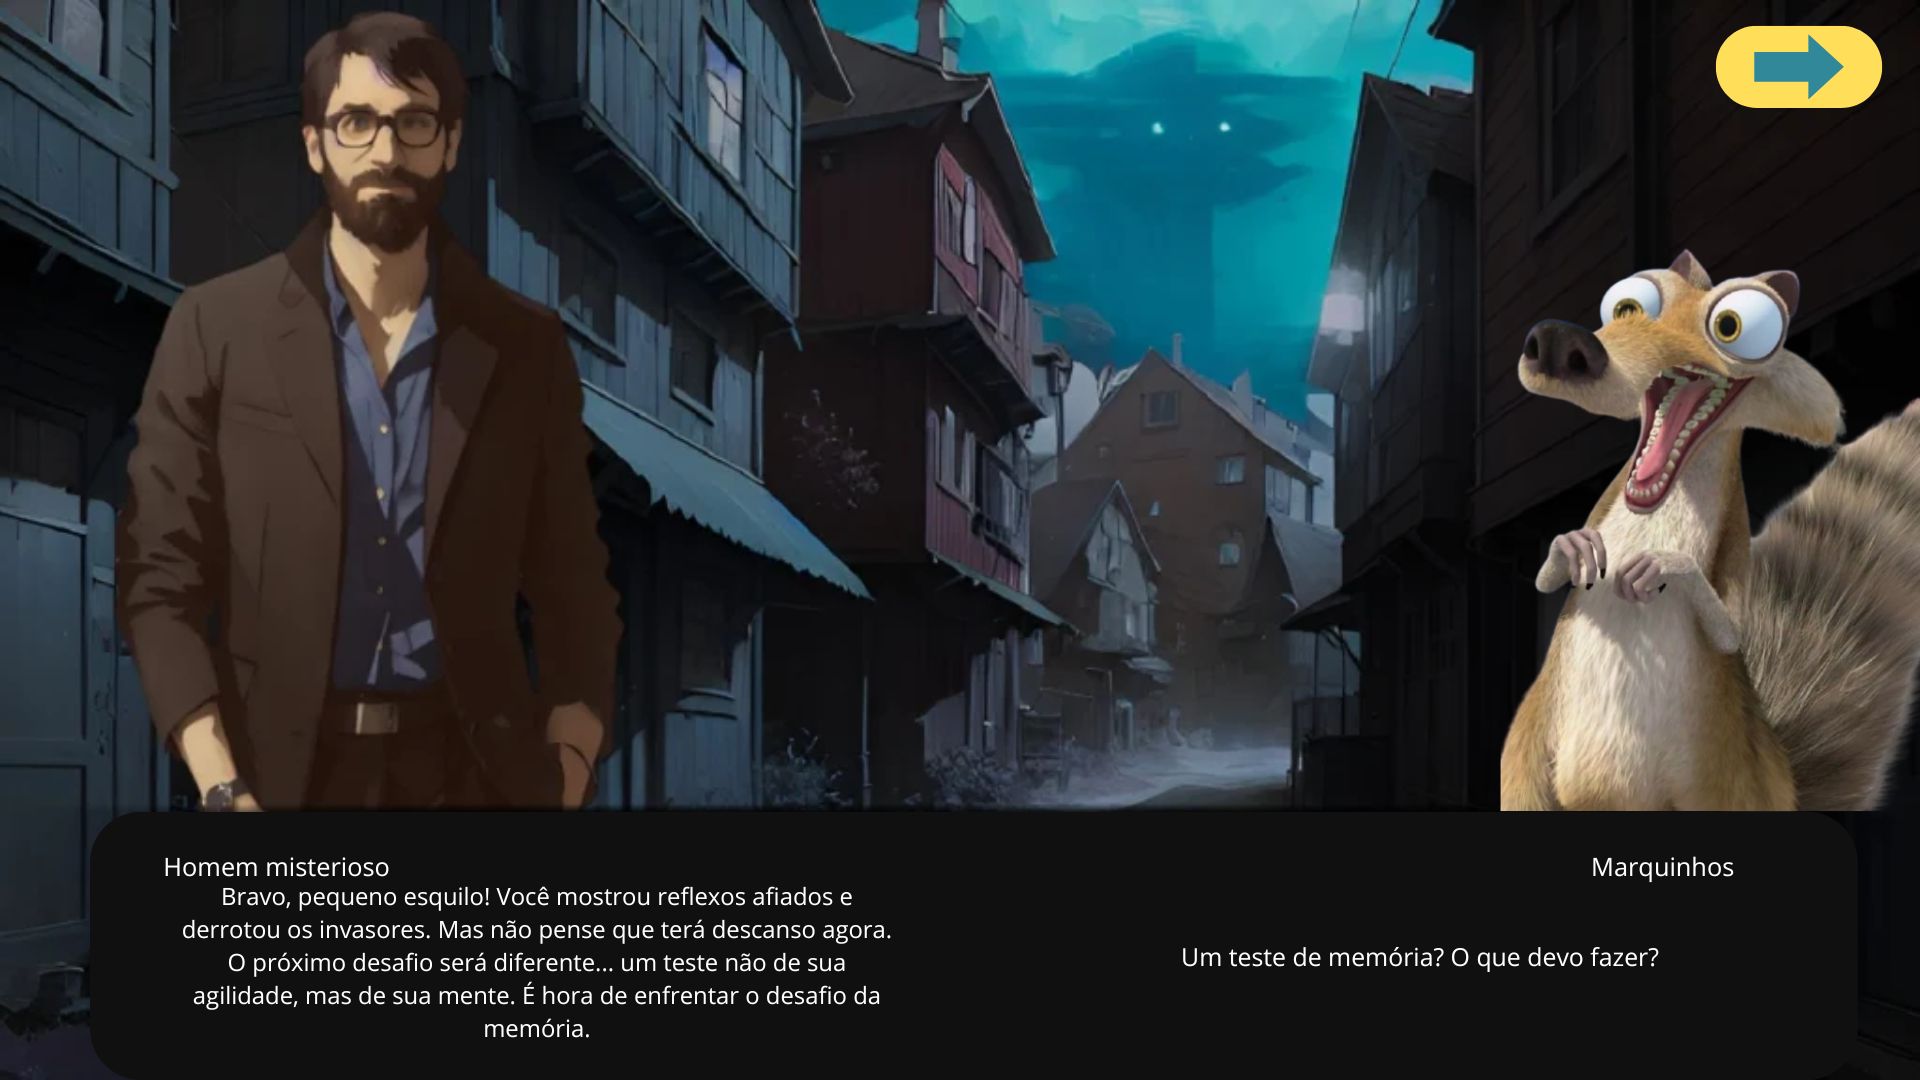 Homem misterioso
Bravo, pequeno esquilo! Você mostrou reflexos afiados e
derrotou os invasores. Mas não pense que terá descanso agora.
O próximo desafio será diferente... um teste não de sua
agilidade, mas de sua mente. É hora de enfrentar o desafio da
memória.
Marquinhos
Um teste de memória? O que devo fazer?